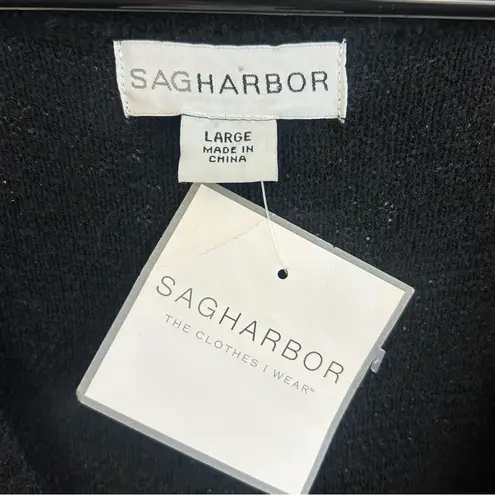 SAGHARBOR
LARGE
MADE IN
CHINA
SAGHARBOR
THE CLOTHES I WEAR™